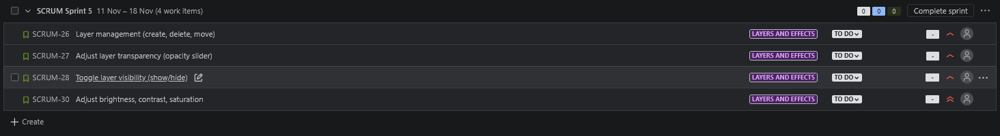 SCRUM Sprint 5 11 Nov – 18 Nov (4 work items) 0 0 0 Complete sprint
SCRUM-26 Layer management (create, delete, move) LAYERS AND EFFECTS TO DO -
SCRUM-27 Adjust layer transparency (opacity slider) LAYERS AND EFFECTS TO DO -
SCRUM-28 Toggle layer visibility (show/hide) LAYERS AND EFFECTS TO DO -
SCRUM-30 Adjust brightness, contrast, saturation LAYERS AND EFFECTS TO DO -
Create